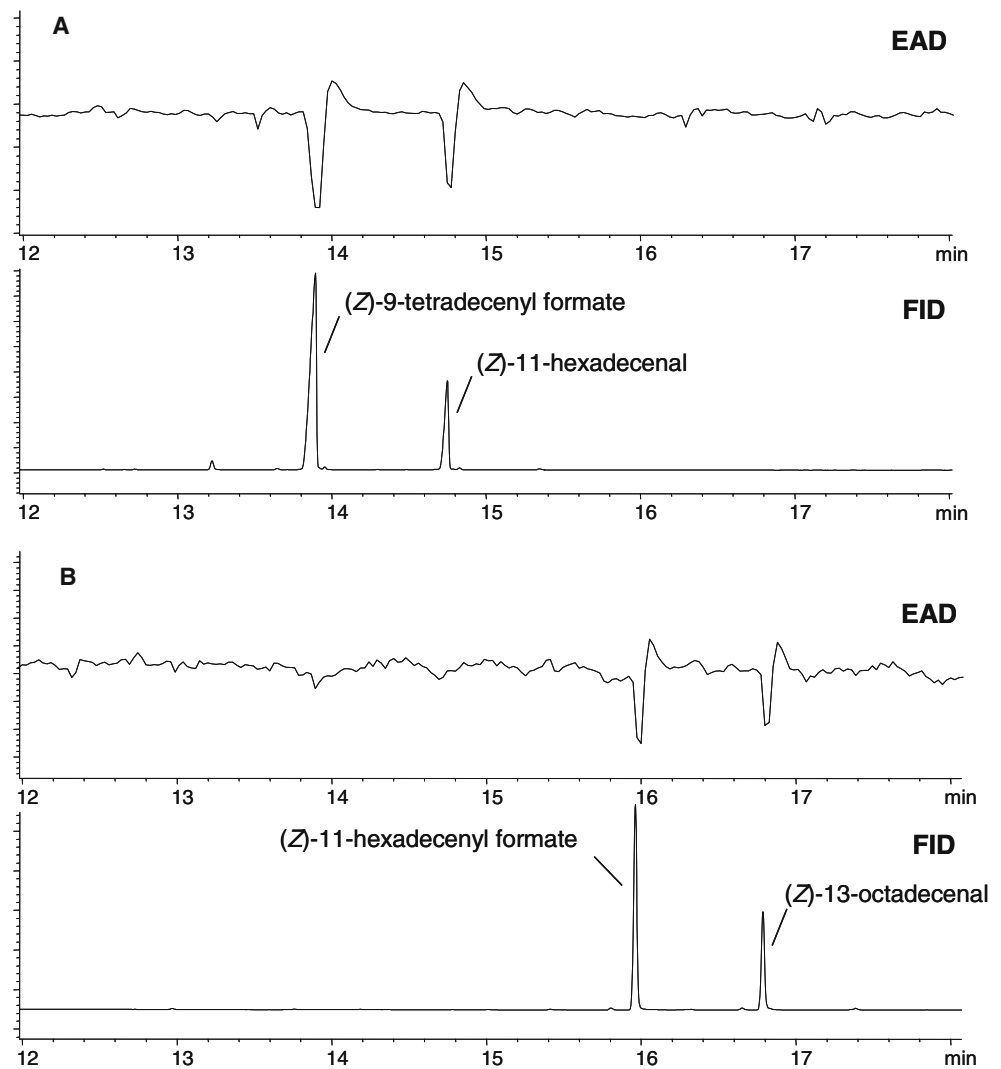 A
EAD
12 13 14 15 16 17 min
(Z)-9-tetradecenyl formate
FID
(Z)-11-hexadecenal
12 13 14 15 16 17 min
B
EAD
12 13 14 15 16 17 min
(Z)-11-hexadecenyl formate
FID
(Z)-13-octadecenal
12 13 14 15 16 17 min